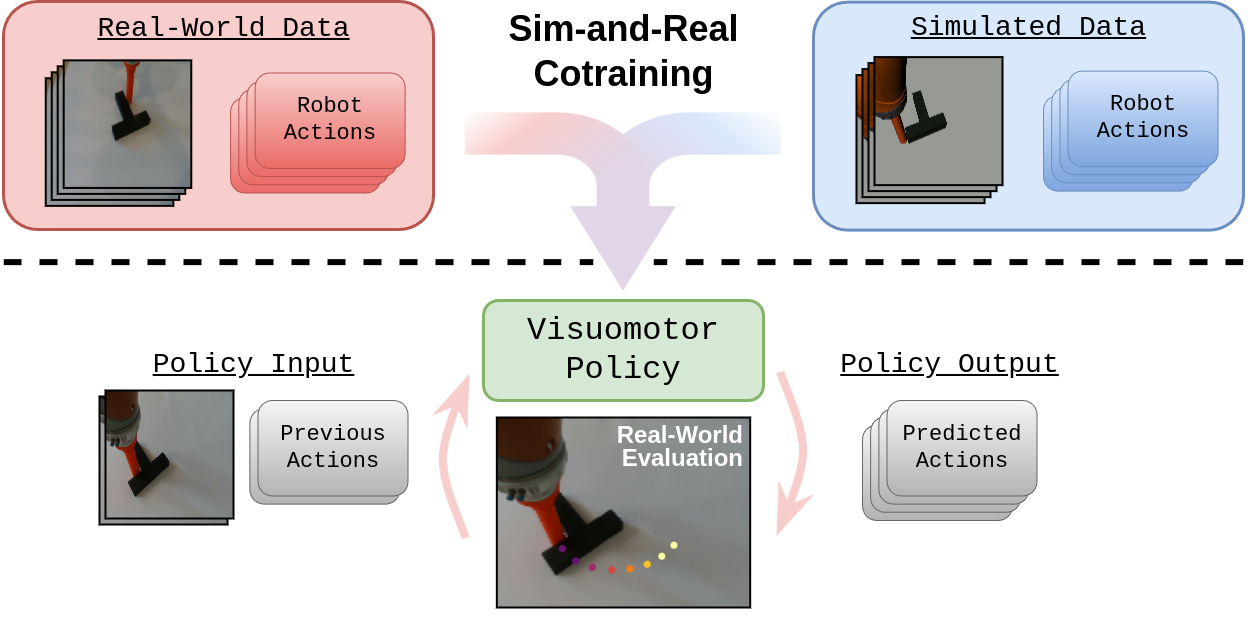 Real-World Data
Robot
Actions
Sim-and-Real
Cotraining
Simulated Data
Robot
Actions
Visuomotor
Policy
Policy Input
Previous
Actions
Real-World
Evaluation
Policy Output
Predicted
Actions